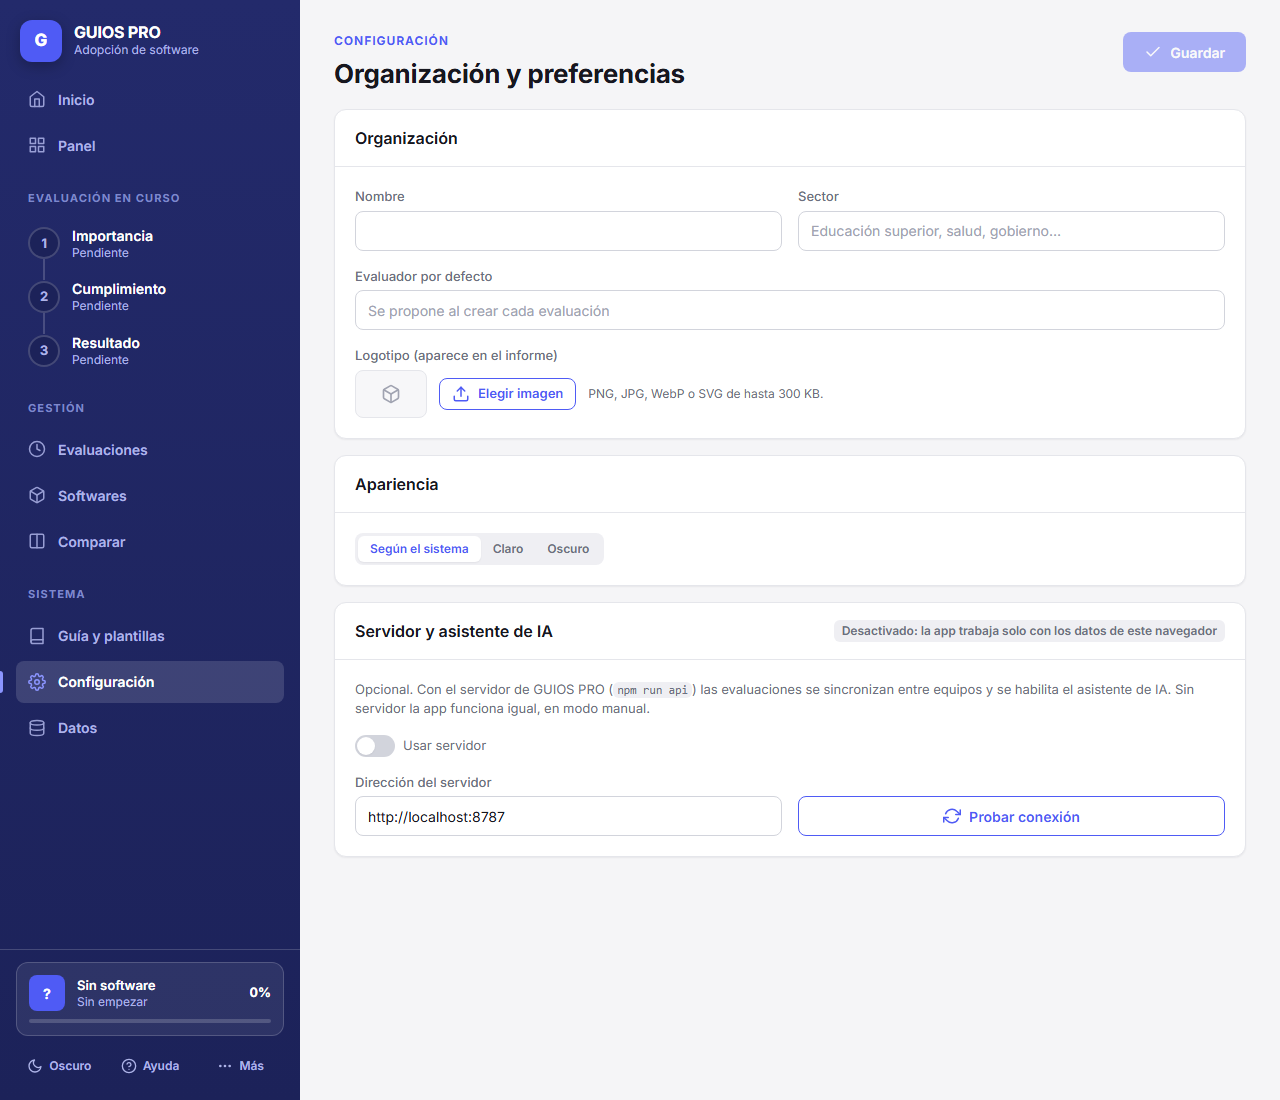 G
GUIOS PRO
Adopción de software
Inicio
Panel
EVALUACIÓN EN CURSO
1
Importancia
Pendiente
2
Cumplimiento
Pendiente
3
Resultado
Pendiente
GESTIÓN
Evaluaciones
Softwares
Comparar
SISTEMA
Guía y plantillas
Configuración
Datos
?
Sin software
Sin empezar
0%
Oscuro
Ayuda
Más
CONFIGURACIÓN
Organización y preferencias
Guardar
Organización
Nombre
Sector
Educación superior, salud, gobierno...
Evaluador por defecto
Se propone al crear cada evaluación
Logotipo (aparece en el informe)
Elegir imagen
PNG, JPG, WebP o SVG de hasta 300 KB.
Apariencia
Según el sistema
Claro
Oscuro
Servidor y asistente de IA
Desactivado: la app trabaja solo con los datos de este navegador
Opcional. Con el servidor de GUIOS PRO (npm run api) las evaluaciones se sincronizan entre equipos y se habilita el asistente de IA. Sin
servidor la app funciona igual, en modo manual.
Usar servidor
Dirección del servidor
http://localhost:8787
Probar conexión